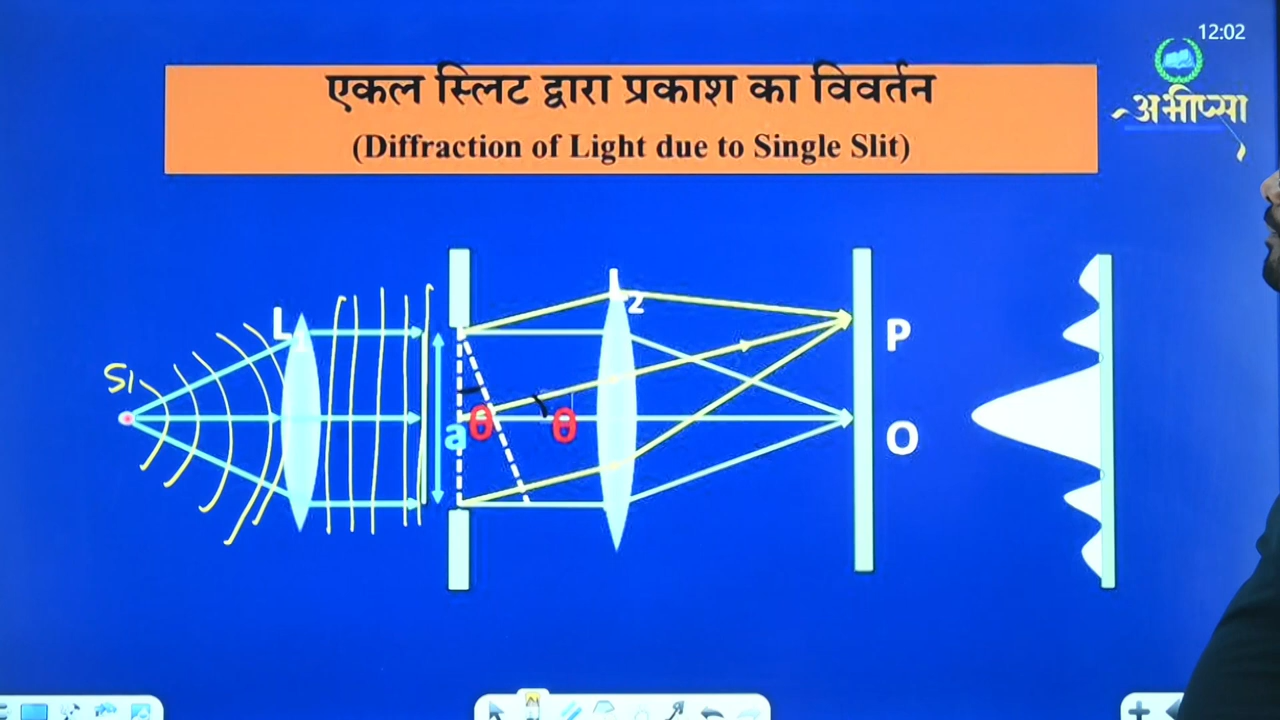 12:02
अभीप्सा
एकल स्लिट द्वारा प्रकाश का विवर्तन
(Diffraction of Light due to Single Slit)
S1
L1
L2
a
θ
θ
P
O